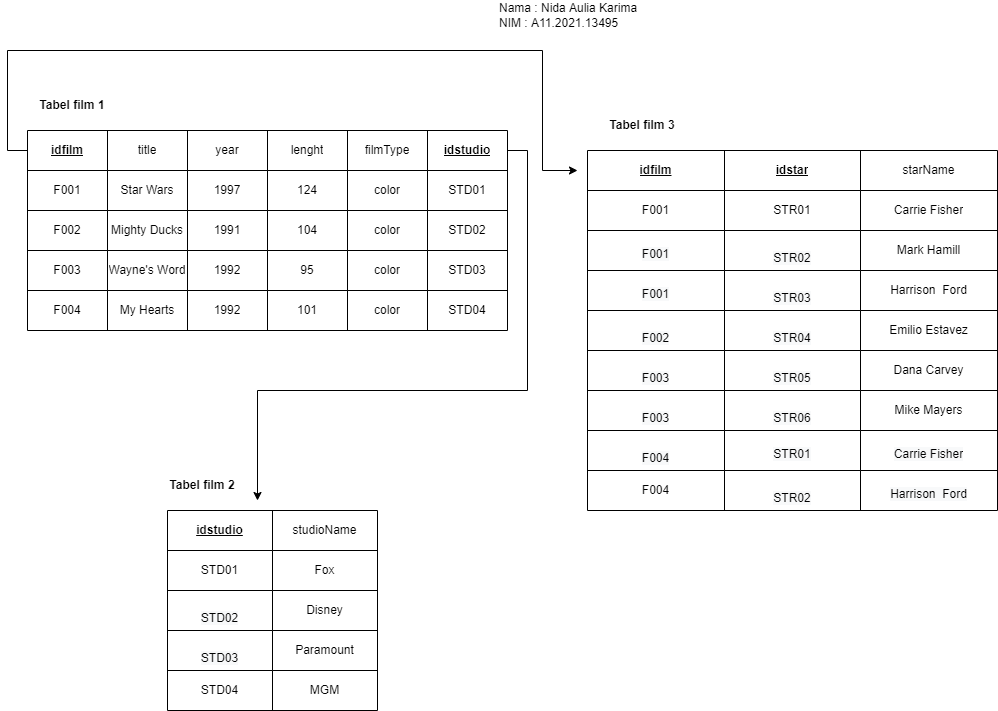 Nama : Nida Aulia Karima
NIM : A11.2021.13495
Tabel film 1
idfilm title year lenght filmType idstudio
F001 Star Wars 1997 124 color STD01
F002 Mighty Ducks 1991 104 color STD02
F003 Wayne's Word 1992 95 color STD03
F004 My Hearts 1992 101 color STD04
Tabel film 3
idfilm idstar starName
F001 STR01 Carrie Fisher
F001 STR02 Mark Hamill
F001 STR03 Harrison Ford
F002 STR04 Emilio Estavez
F003 STR05 Dana Carvey
F003 STR06 Mike Mayers
F004 STR01 Carrie Fisher
F004 STR02 Harrison Ford
Tabel film 2
idstudio studioName
STD01 Fox
STD02 Disney
STD03 Paramount
STD04 MGM